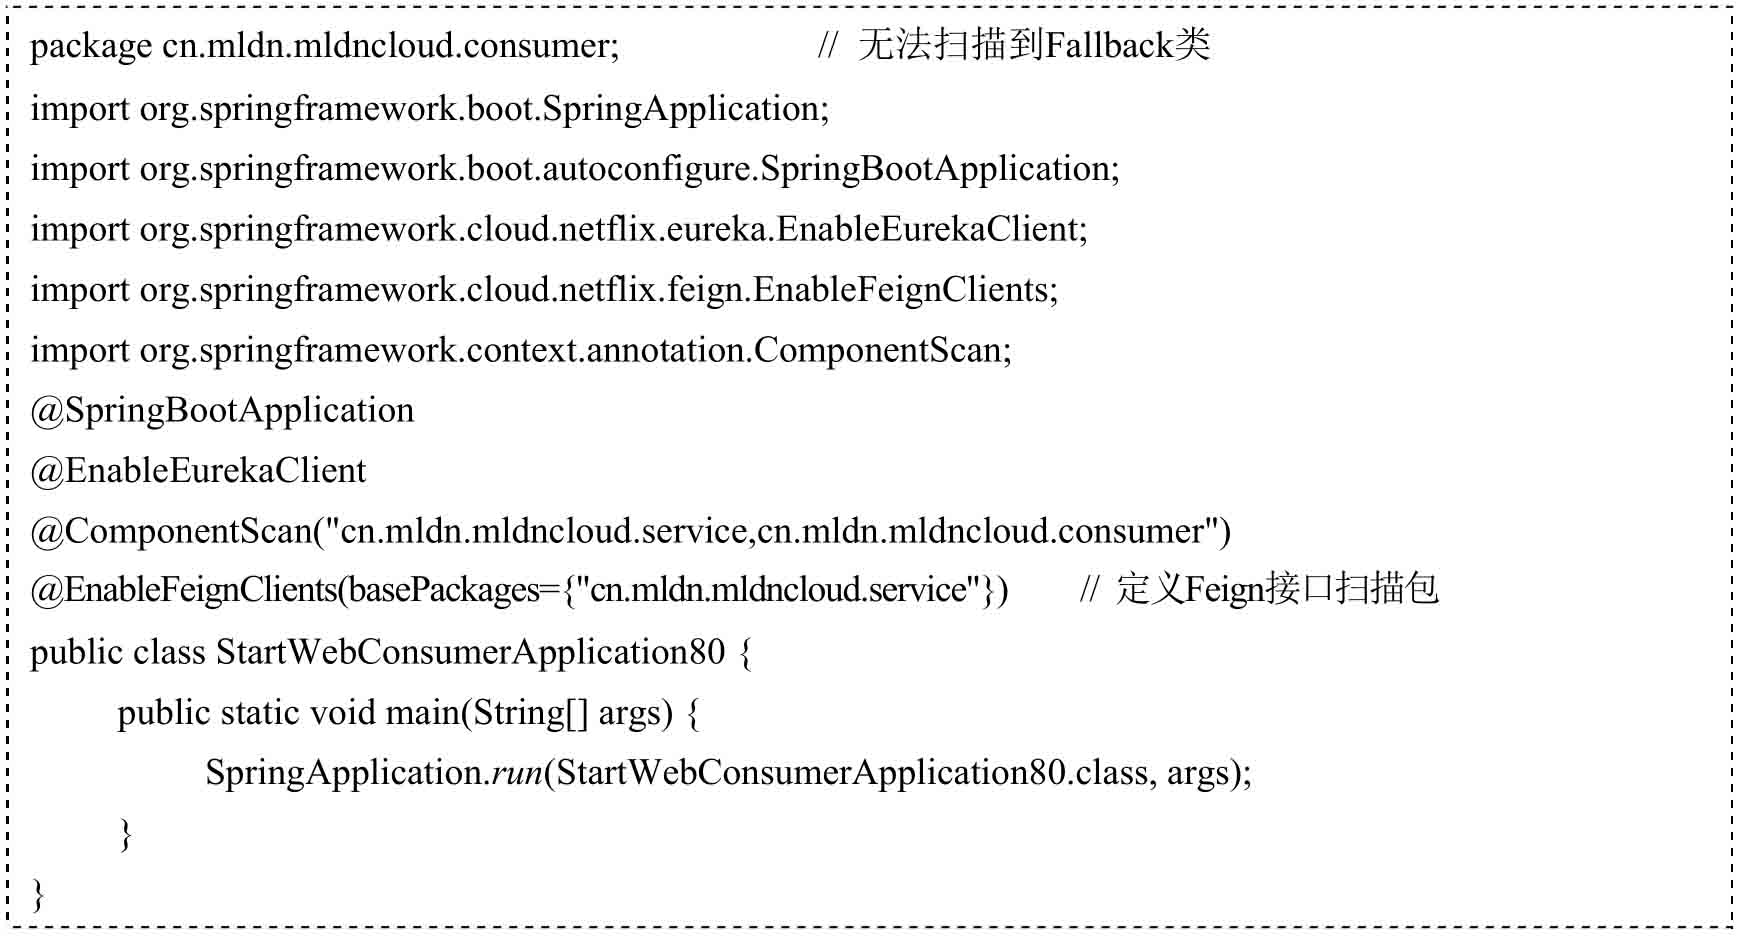 package cn.mldn.mldncloud.consumer; // 无法扫描到Fallback类
import org.springframework.boot.SpringApplication;
import org.springframework.boot.autoconfigure.SpringBootApplication;
import org.springframework.cloud.netflix.eureka.EnableEurekaClient;
import org.springframework.cloud.netflix.feign.EnableFeignClients;
import org.springframework.context.annotation.ComponentScan;
@SpringBootApplication
@EnableEurekaClient
@ComponentScan("cn.mldn.mldncloud.service,cn.mldn.mldncloud.consumer")
@EnableFeignClients(basePackages={"cn.mldn.mldncloud.service"}) // 定义Feign接口扫描包
public class StartWebConsumerApplication80 {
public static void main(String[] args) {
SpringApplication.run(StartWebConsumerApplication80.class, args);
}
}